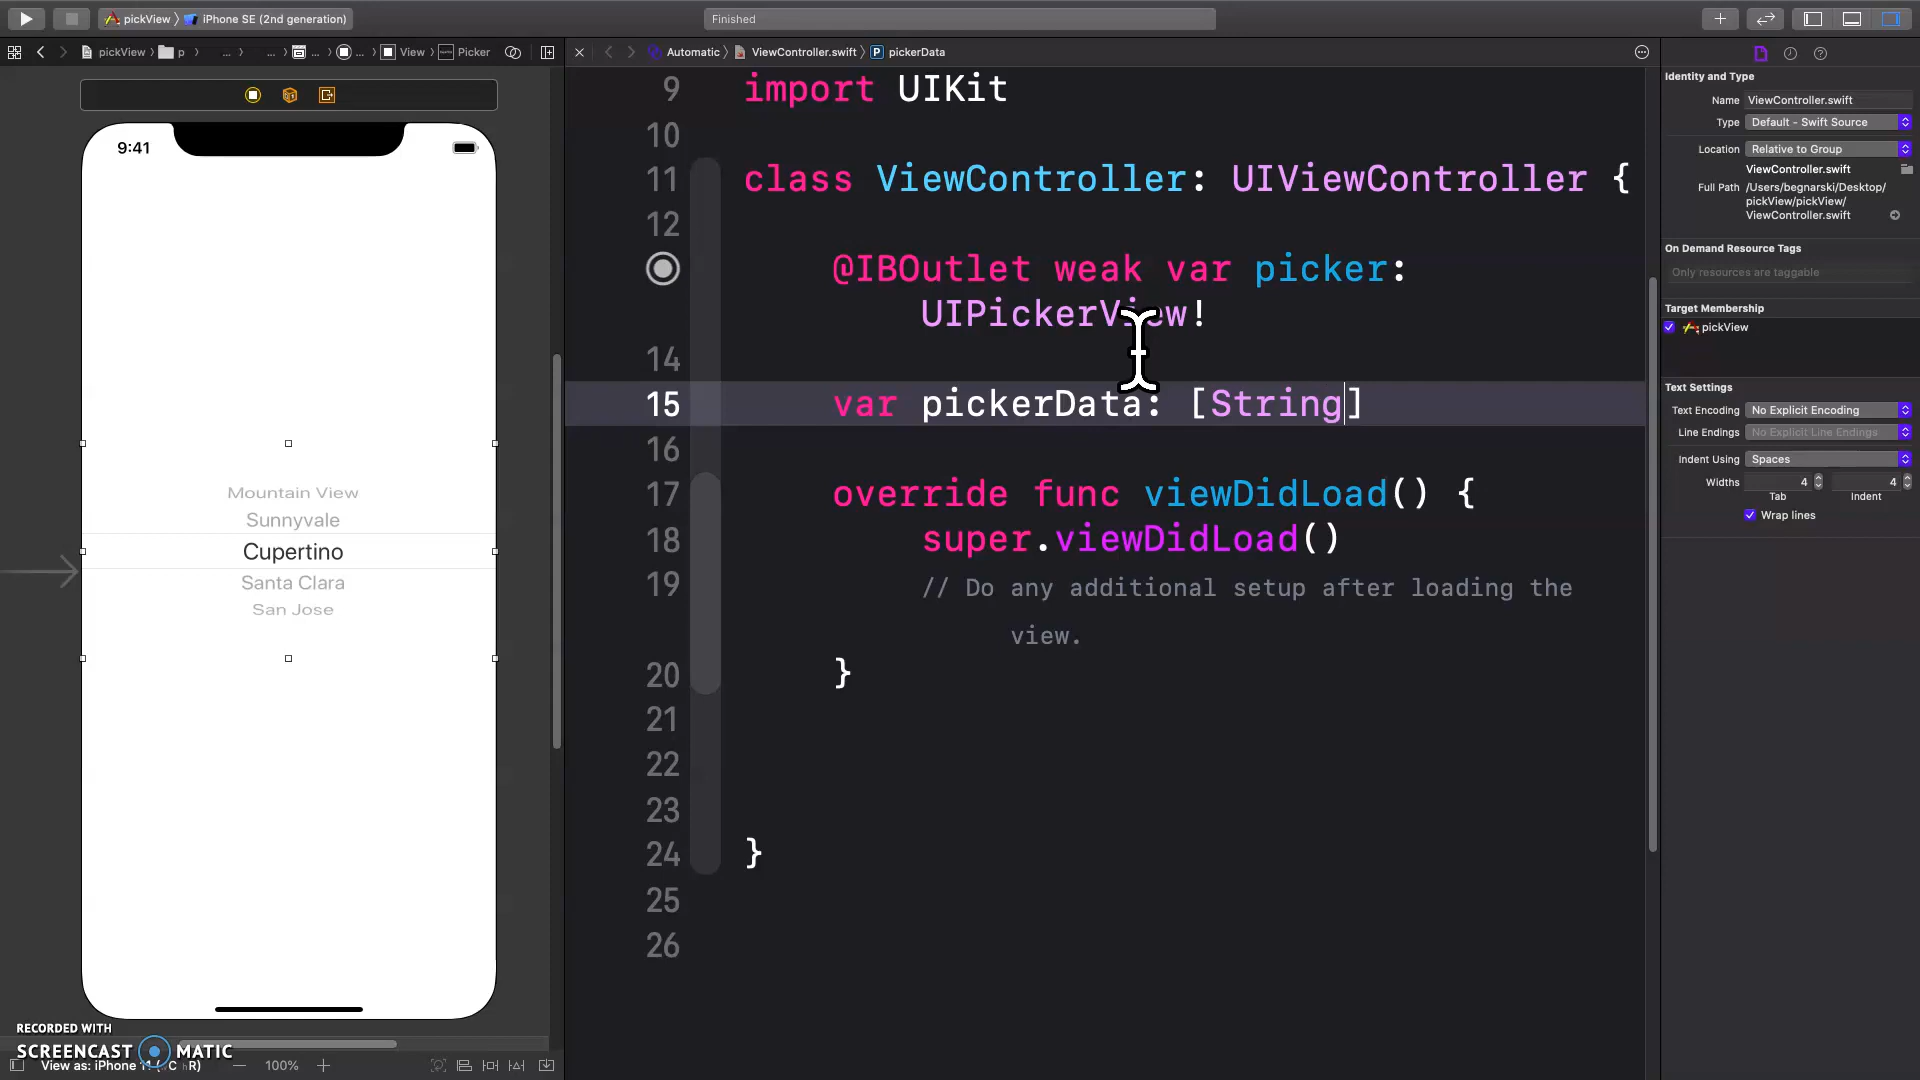 pickView
iPhone SE (2nd generation)
Finished
pickView
p
...
...
...
...
View
Picker
Automatic
ViewController.swift
P
pickerData
9:41
Mountain View
Sunnyvale
Cupertino
Santa Clara
San Jose
RECORDED WITH
SCREENCAST MATIC
View as: iPhone 11
100%
9 import UIKit
10
11 class ViewController: UIViewController {
12
@IBOutlet weak var picker:
UIPickerView!
14
15 var pickerData: [String]
16
17 override func viewDidLoad() {
18 super.viewDidLoad()
19 // Do any additional setup after loading the
view.
20 }
21
22
23
24 }
25
26
Identity and Type
Name ViewController.swift
Type Default - Swift Source
Location Relative to Group
ViewController.swift
Full Path /Users/begnarski/Desktop/
pickView/pickView/
ViewController.swift
On Demand Resource Tags
Only resources are taggable
Target Membership
pickView
Text Settings
Text Encoding No Explicit Encoding
Line Endings No Explicit Line Endings
Indent Using Spaces
Widths 4 4
Tab Indent
Wrap lines